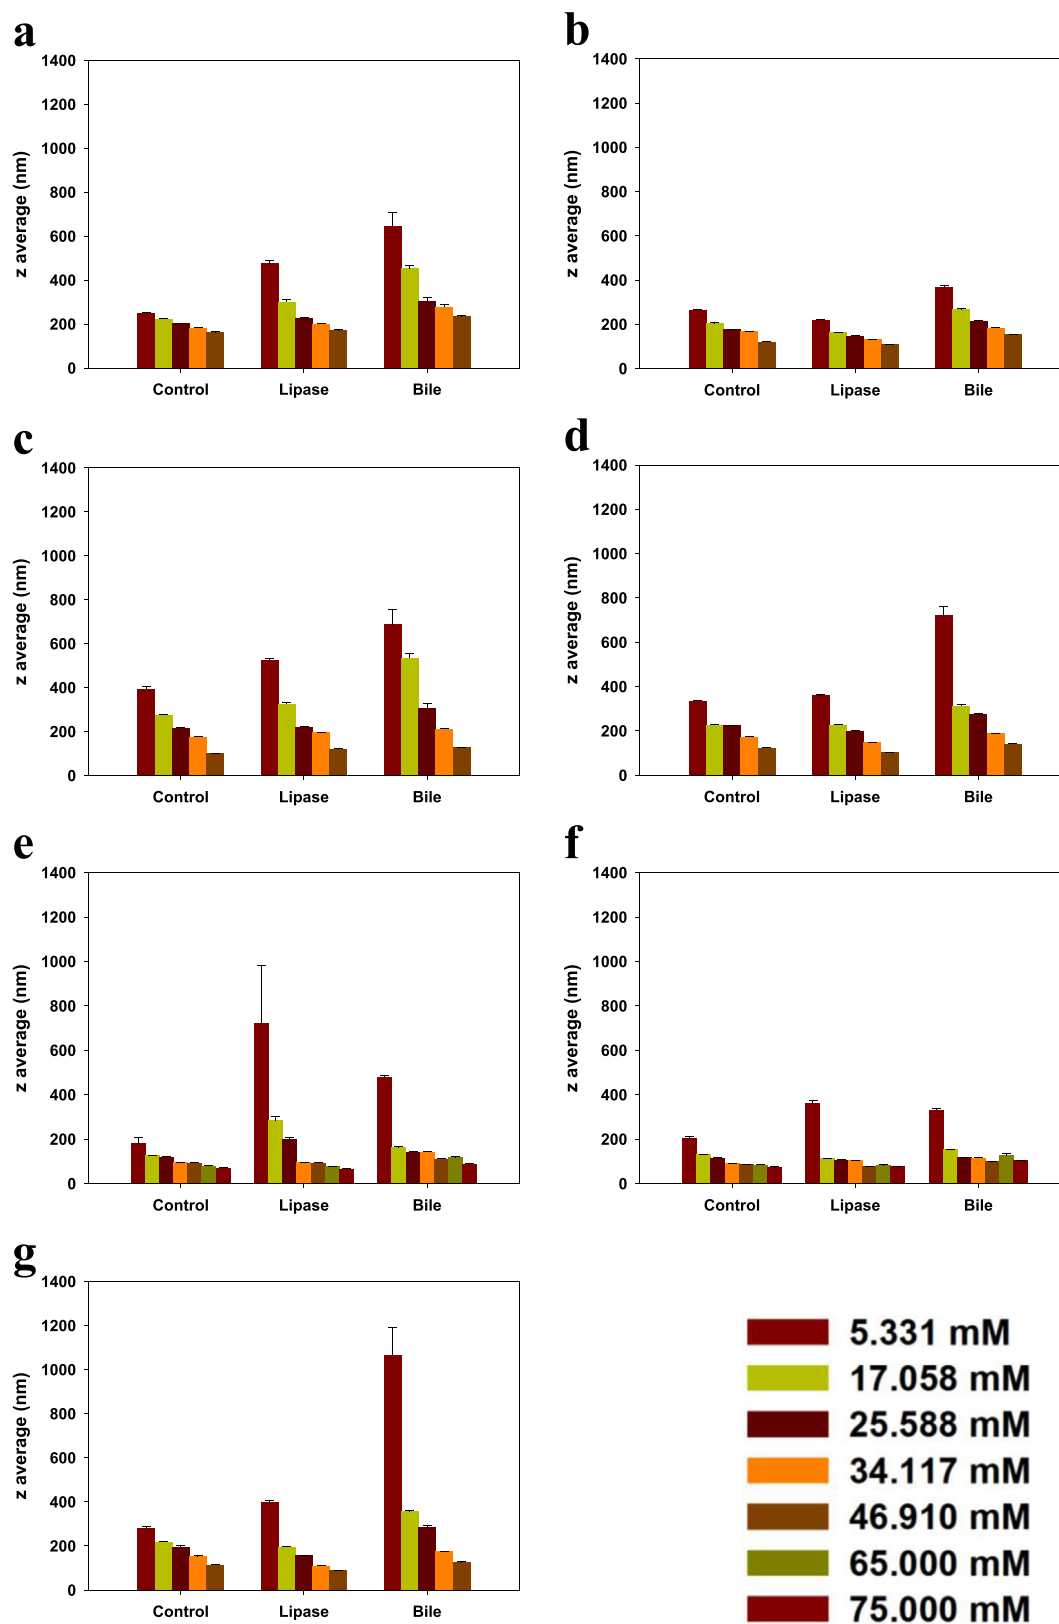 a
1400
1200
1000
800
600
400
200
0
z average (nm)
Control Lipase Bile
b
1400
1200
1000
800
600
400
200
0
z average (nm)
Control Lipase Bile
c
1400
1200
1000
800
600
400
200
0
z average (nm)
Control Lipase Bile
d
1400
1200
1000
800
600
400
200
0
z average (nm)
Control Lipase Bile
e
1400
1200
1000
800
600
400
200
0
z average (nm)
Control Lipase Bile
f
1400
1200
1000
800
600
400
200
0
z average (nm)
Control Lipase Bile
g
1400
1200
1000
800
600
400
200
0
z average (nm)
Control Lipase Bile
5.331 mM
17.058 mM
25.588 mM
34.117 mM
46.910 mM
65.000 mM
75.000 mM